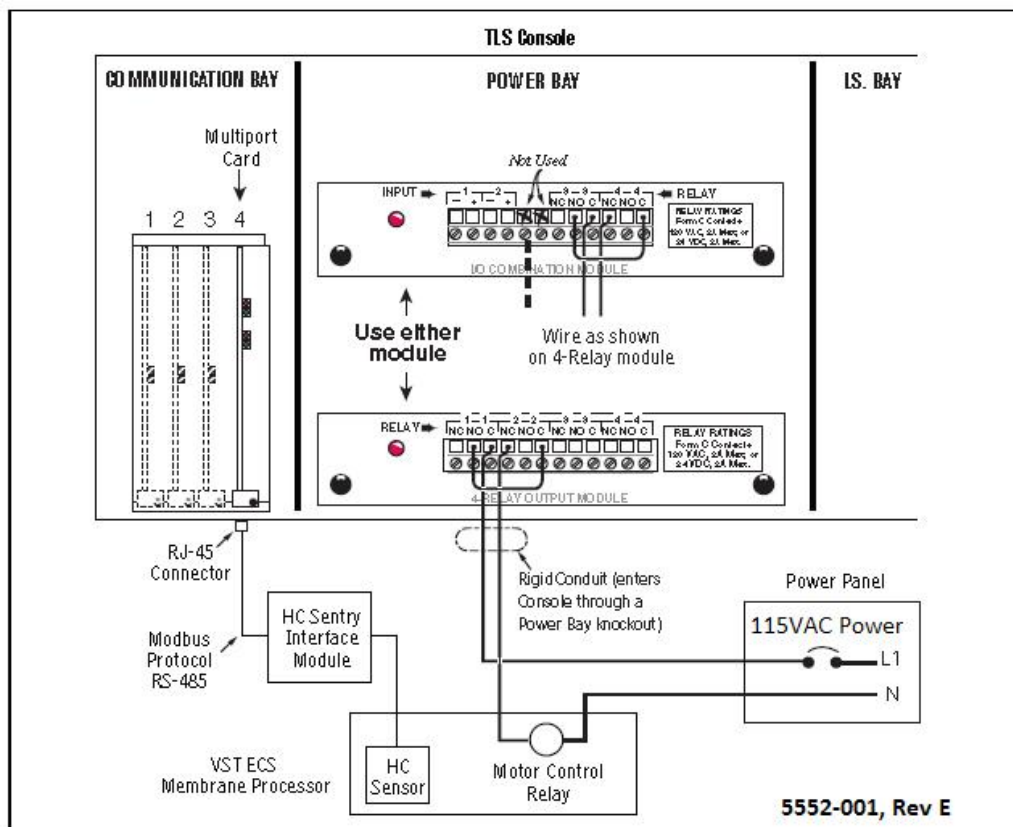 TLS Console
COMMUNICATION BAY
POWER BAY
I.S. BAY
Multiport
Card
1 2 3 4
Not Used
INPUT
1 2
- + - +
3 3 4 4
NC NO C NC NO C
RELAY
RELAY RATINGS
Form C Contacts
120 VAC, 2A Max; or
24 VDC, 2A Max.
I/O COMBINATION MODULE
Use either
module
Wire as shown
on 4-Relay module
RELAY
1 1 2 2 3 3 4 4
NC NO C NC NO C NC NO C NC NO C
RELAY RATINGS
Form C Contacts
120 VAC, 2A Max; or
24 VDC, 2A Max.
4-RELAY OUTPUT MODULE
RJ-45
Connector
Rigid Conduit (enters
Console through a
Power Bay knockout)
Power Panel
115VAC Power
L1
N
HC Sentry
Interface
Module
Modbus
Protocol
RS-485
VST ECS
Membrane Processor
HC
Sensor
Motor Control
Relay
5552-001, Rev E